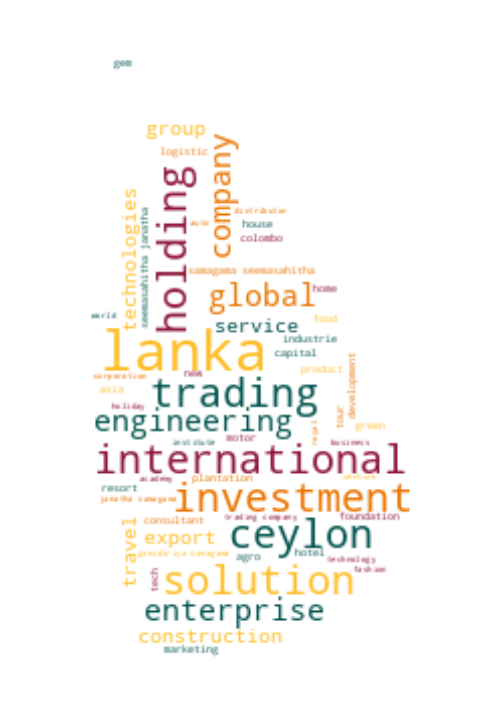 gem
group
logistic
company
holding
technologies
seemasahitha janatha
distributor
auto
house
colombo
samagama seemasahitha
global
home
world
service
food
industrie
lanka
capital
corporation
new
product
asia
trading
development
holiday
tour
engineering
royal
green
institute
motor
business
international
academy
plantation
venture
resort
janatha samagama
investment
travel
consultant
trading company
foundation
ceylon
export
agro
hotel
technology
fashion
tech
solution
enterprise
construction
marketing